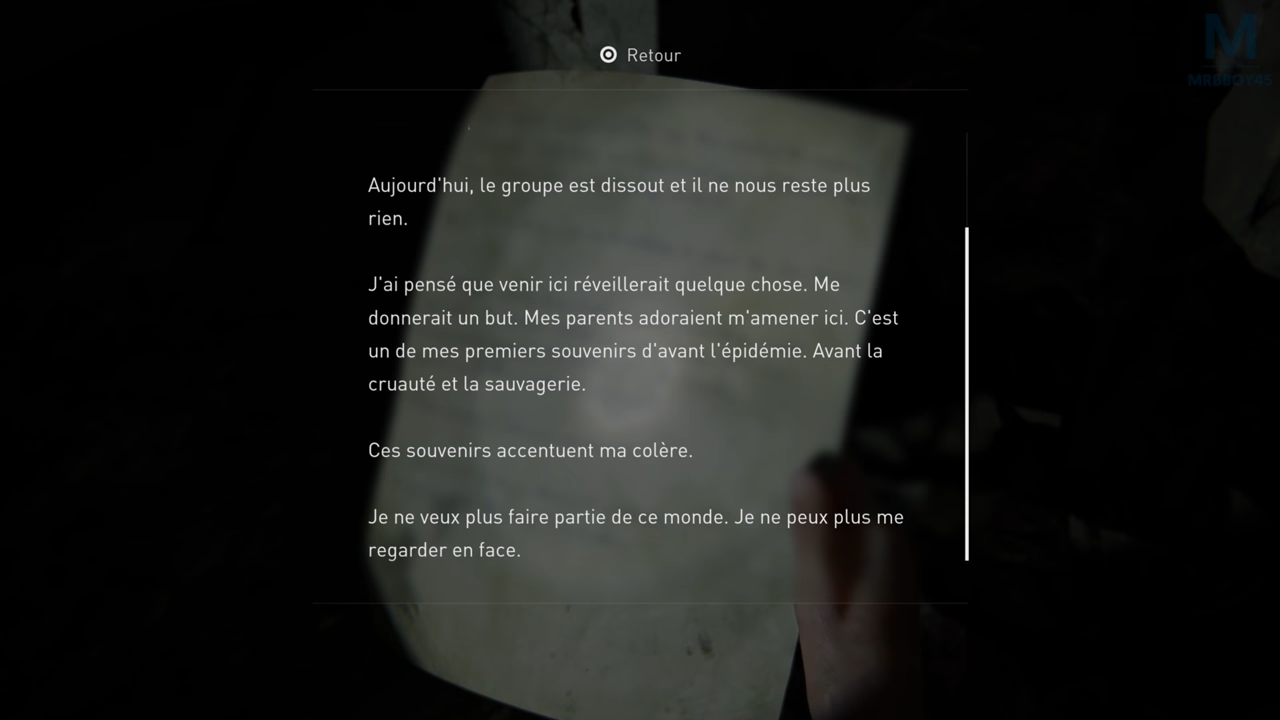 Retour
M
MRBBOY45
Aujourd'hui, le groupe est dissout et il ne nous reste plus
rien.
J'ai pensé que venir ici réveillerait quelque chose. Me
donnerait un but. Mes parents adoraient m'amener ici. C'est
un de mes premiers souvenirs d'avant l'épidémie. Avant la
cruauté et la sauvagerie.
Ces souvenirs accentuent ma colère.
Je ne veux plus faire partie de ce monde. Je ne peux plus me
regarder en face.